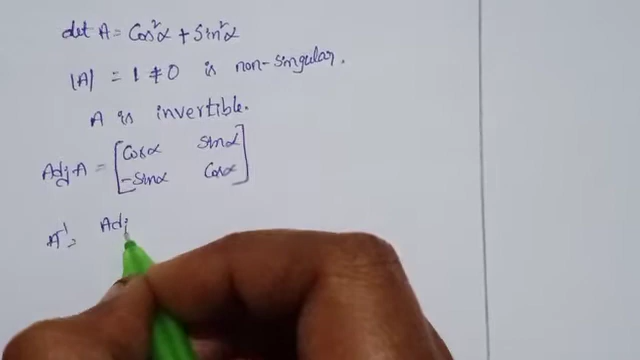 det A = Cos²α + Sin²α
|A| = 1 ≠ 0 is non-singular.
A is invertible.
Adj A = [Cosα Sinα
-Sinα Cosα]
A⁻¹ = Adj